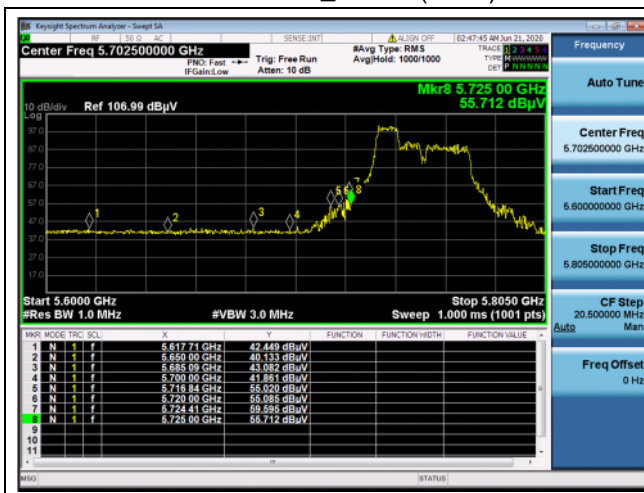 Keysight Spectrum Analyzer - Swept SA
RF 50 Ω AC SENSE:INT ALIGN OFF 02:47:45 AM Jun 21, 2020
Center Freq 5.702500000 GHz
#Avg Type: RMS
TRACE 1 2 3 4 5 6
PNO: Fast Trig: Free Run Avg|Hold: 1000/1000
TYPE M WWWWW
IFGain:Low Atten: 10 dB
DET P N N N N N
Mkr8 5.725 00 GHz
10 dB/div Ref 106.99 dBµV 55.712 dBµV
Log
97.0
87.0
77.0
67.0
57.0
47.0
37.0
27.0
17.0
1
2
3
4
5
6
7
8
Start 5.6000 GHz Stop 5.8050 GHz
#Res BW 1.0 MHz #VBW 3.0 MHz Sweep 1.000 ms (1001 pts)
MKR MODE TRC SCL X Y FUNCTION FUNCTION WIDTH FUNCTION VALUE
1 N 1 f 5.617 71 GHz 42.449 dBµV
2 N 1 f 5.650 00 GHz 40.133 dBµV
3 N 1 f 5.685 09 GHz 43.082 dBµV
4 N 1 f 5.700 00 GHz 41.861 dBµV
5 N 1 f 5.716 84 GHz 55.020 dBµV
6 N 1 f 5.720 00 GHz 55.085 dBµV
7 N 1 f 5.724 41 GHz 59.595 dBµV
8 N 1 f 5.725 00 GHz 55.712 dBµV
9
10
11
MSG STATUS
Frequency
Auto Tune
Center Freq
5.702500000 GHz
Start Freq
5.600000000 GHz
Stop Freq
5.805000000 GHz
CF Step
20.500000 MHz
Auto Man
Freq Offset
0 Hz